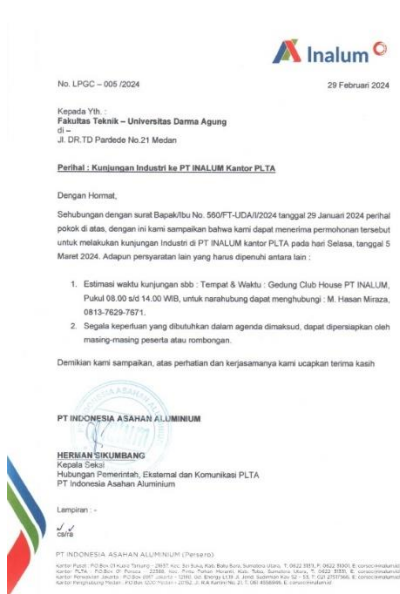 Inalum
No. LPGC – 005 /2024
29 Februari 2024
Kepada Yth. :
Fakultas Teknik – Universitas Darma Agung
di –
Jl. DR.TD Pardede No.21 Medan
Perihal : Kunjungan Industri ke PT INALUM Kantor PLTA
Dengan Hormat,
Sehubungan dengan surat Bapak/Ibu No. 560/FT-UDA/I/2024 tanggal 29 Januari 2024 perihal
pokok di atas, dengan ini kami sampaikan bahwa kami dapat menerima permohonan tersebut
untuk melakukan kunjungan Industri di PT INALUM kantor PLTA pada hari Selasa, tanggal 5
Maret 2024. Adapun persyaratan lain yang harus dipenuhi antara lain :
1. Estimasi waktu kunjungan sbb : Tempat & Waktu : Gedung Club House PT INALUM,
Pukul 08.00 s/d 14.00 WIB, untuk narahubung dapat menghubungi : M. Hasan Miraza,
0813-7629-7671.
2. Segala keperluan yang dibutuhkan dalam agenda dimaksud, dapat dipersiapkan oleh
masing-masing peserta atau rombongan.
Demikian kami sampaikan, atas perhatian dan kerjasamanya kami ucapkan terima kasih
PT INDONESIA ASAHAN ALUMINIUM
HERMAN SIKUMBANG
Kepala Seksi
Hubungan Pemerintah, Eksternal dan Komunikasi PLTA
PT Indonesia Asahan Aluminium
Lampiran : -
PT INDONESIA ASAHAN ALUMINIUM (Persero)